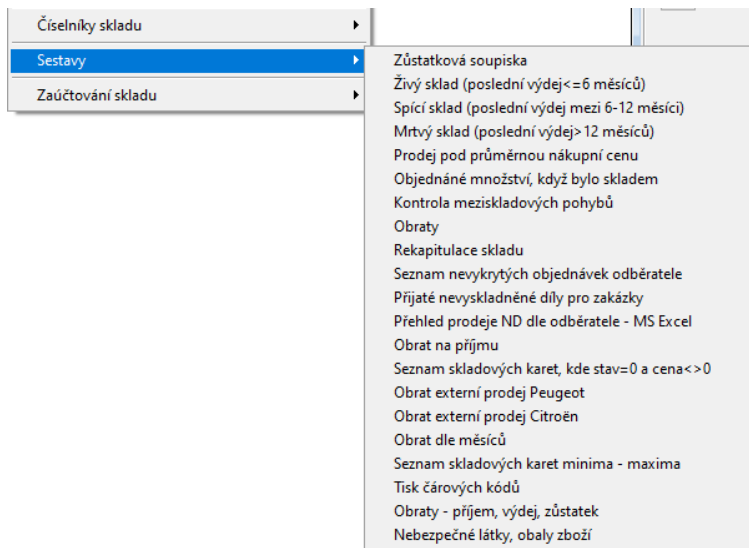 Číselníky skladu
Sestavy
Zaúčtování skladu
Zůstatková soupiska
Živý sklad (poslední výdej<=6 měsíců)
Spící sklad (poslední výdej mezi 6-12 měsíci)
Mrtvý sklad (poslední výdej>12 měsíců)
Prodej pod průměrnou nákupní cenu
Objednáné množství, když bylo skladem
Kontrola meziskladových pohybů
Obraty
Rekapitulace skladu
Seznam nevykrytých objednávek odběratele
Přijaté nevyskladněné díly pro zakázky
Přehled prodeje ND dle odběratele - MS Excel
Obrat na příjmu
Seznam skladových karet, kde stav=0 a cena<>0
Obrat externí prodej Peugeot
Obrat externí prodej Citroën
Obrat dle měsíců
Seznam skladových karet minima - maxima
Tisk čárových kódů
Obraty - příjem, výdej, zůstatek
Nebezpečné látky, obaly zboží